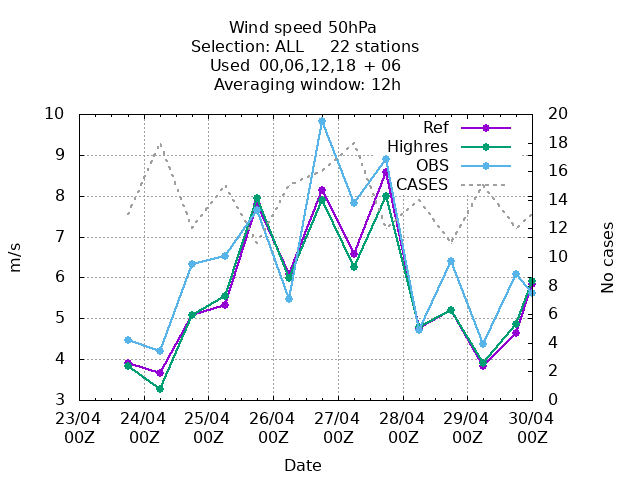 Wind speed 50hPa
Selection: ALL 22 stations
Used 00,06,12,18 + 06
Averaging window: 12h
10 20
Ref 18
9 Highres 16
OBS
8 CASES 14
7 12
m/s 10 No cases
6 8
5 6
4 4
2
3 0
23/04 24/04 25/04 26/04 27/04 28/04 29/04 30/04
00Z 00Z 00Z 00Z 00Z 00Z 00Z 00Z
Date